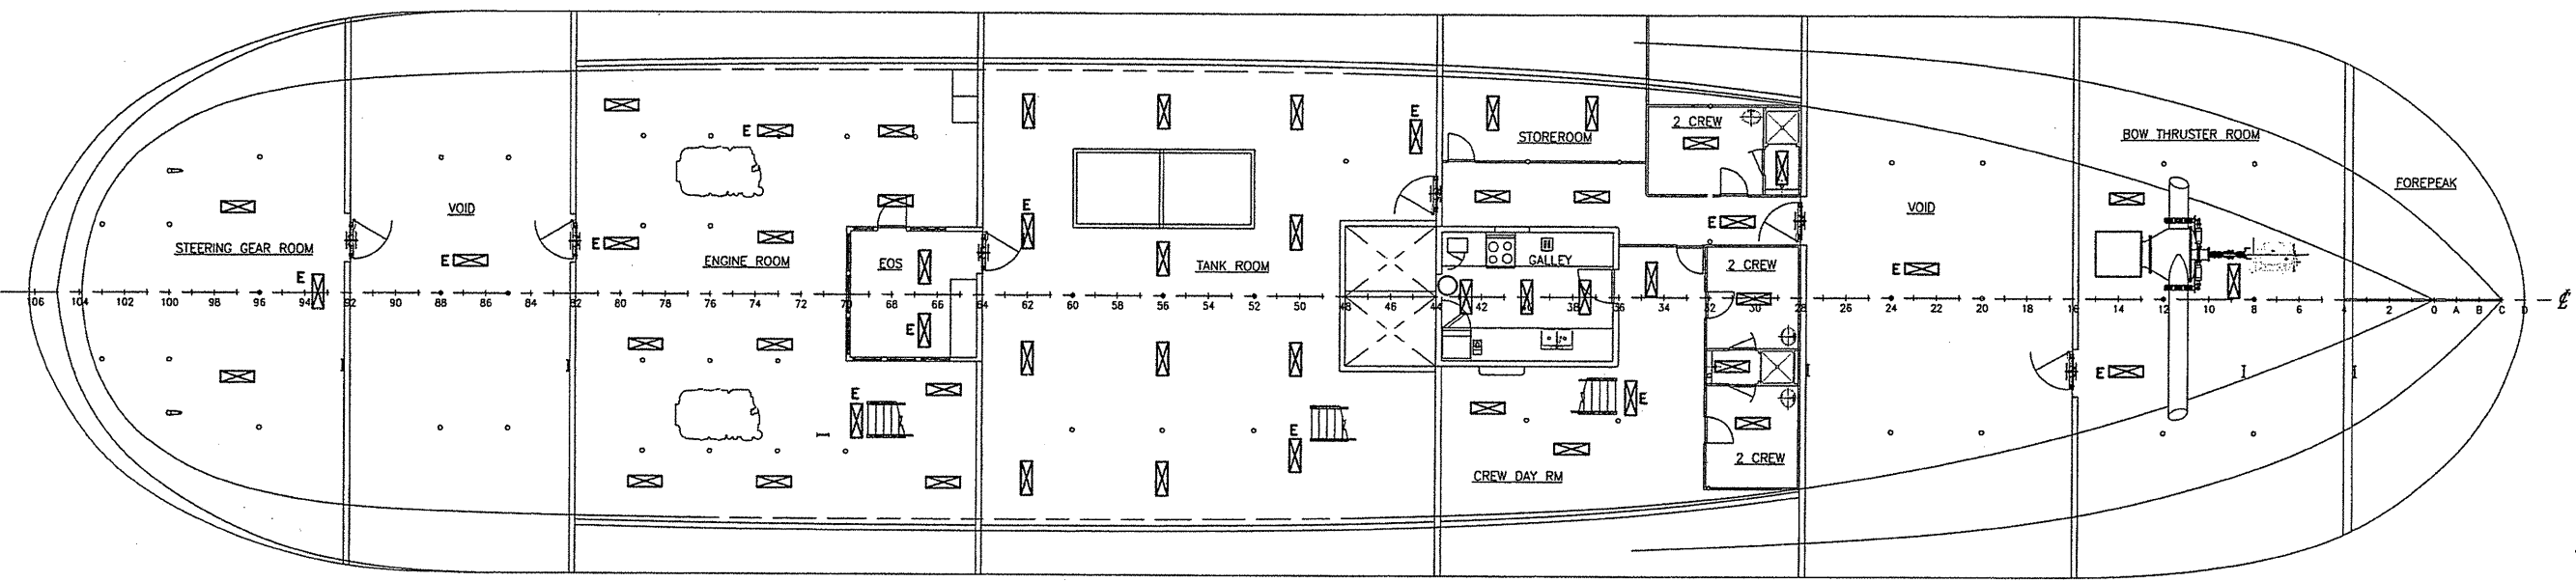 E
2 CREW
STOREROOM
BOW THRUSTER ROOM
E
FOREPEAK
VOID
VOID
E
STEERING GEAR ROOM
E
E
ENGINE ROOM
EOS
TANK ROOM
GALLEY
2 CREW
E
E
E
106 104 102 100 98 96 94 92 90 88 86 85 82 80 78 76 74 72 70 68 66 64 62 60 58 56 54 52 50 48 46 44 42 40 38 36 34 32 30 28 26 25 24 22 20 18 16 14 12 10 8 6 4 2 0 A B C D
E
E
E
E
E
CREW DAY RM
2 CREW